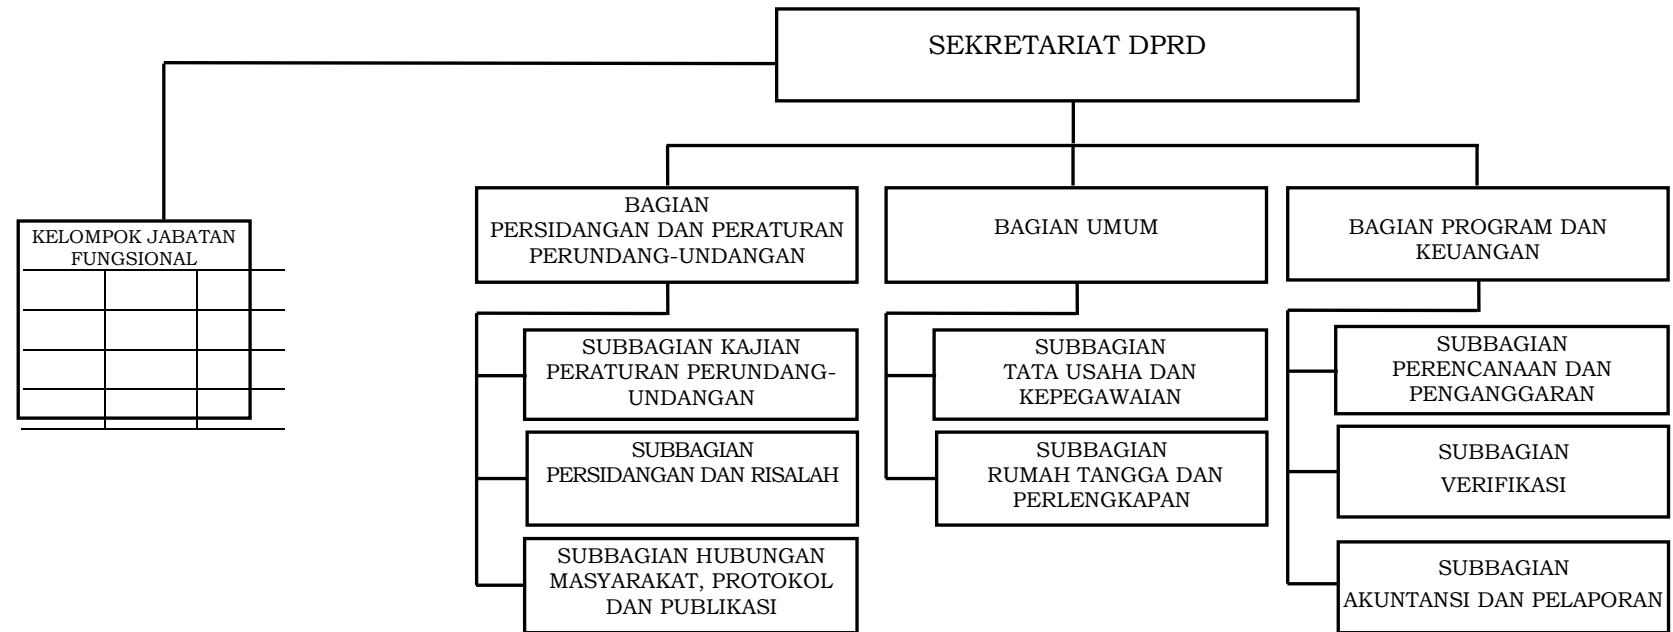 SEKRETARIAT DPRD
KELOMPOK JABATAN
FUNGSIONAL
BAGIAN
PERSIDANGAN DAN PERATURAN
PERUNDANG-UNDANGAN
BAGIAN UMUM
BAGIAN PROGRAM DAN
KEUANGAN
SUBBAGIAN KAJIAN
PERATURAN PERUNDANG-
UNDANGAN
SUBBAGIAN
PERSIDANGAN DAN RISALAH
SUBBAGIAN HUBUNGAN
MASYARAKAT, PROTOKOL
DAN PUBLIKASI
SUBBAGIAN
TATA USAHA DAN
KEPEGAWAIAN
SUBBAGIAN
RUMAH TANGGA DAN
PERLENGKAPAN
SUBBAGIAN
PERENCANAAN DAN
PENGANGGARAN
SUBBAGIAN
VERIFIKASI
SUBBAGIAN
AKUNTANSI DAN PELAPORAN